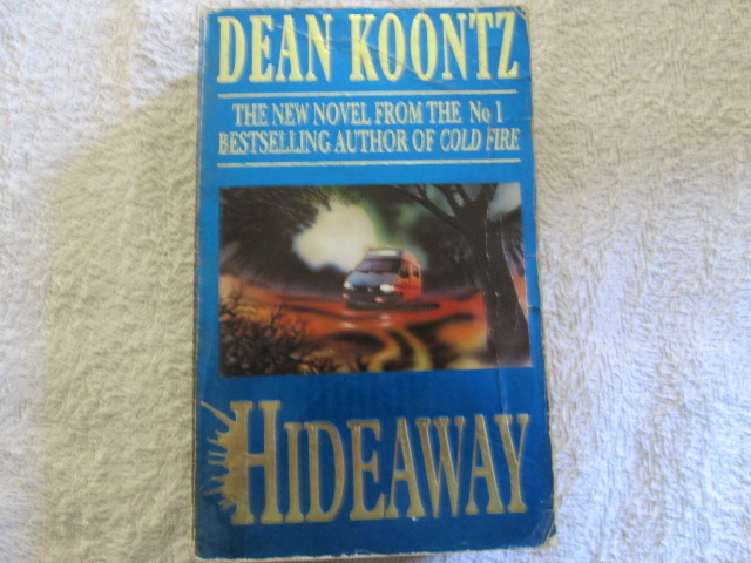 DEAN KOONTZ
THE NEW NOVEL FROM THE No 1
BESTSELLING AUTHOR OF COLD FIRE
HIDEAWAY